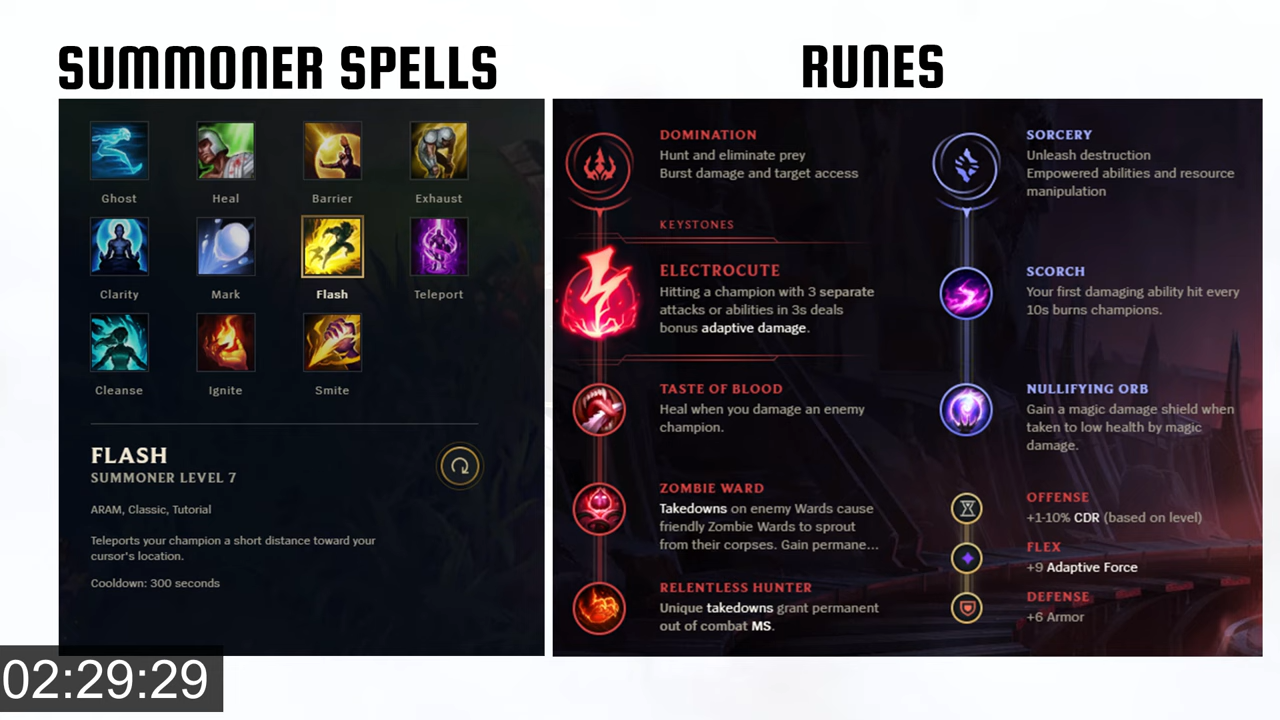 SUMMONER SPELLS
RUNES
Ghost
Heal
Barrier
Exhaust
Clarity
Mark
Flash
Teleport
Cleanse
Ignite
Smite
FLASH
SUMMONER LEVEL 7
ARAM, Classic, Tutorial
Teleports your champion a short distance toward your
cursor's location.
Cooldown: 300 seconds
DOMINATION
Hunt and eliminate prey
Burst damage and target access
KEYSTONES
ELECTROCUTE
Hitting a champion with 3 separate
attacks or abilities in 3s deals
bonus adaptive damage.
TASTE OF BLOOD
Heal when you damage an enemy
champion.
ZOMBIE WARD
Takedowns on enemy Wards cause
friendly Zombie Wards to sprout
from their corpses. Gain permane...
RELENTLESS HUNTER
Unique takedowns grant permanent
out of combat MS.
SORCERY
Unleash destruction
Empowered abilities and resource
manipulation
SCORCH
Your first damaging ability hit every
10s burns champions.
NULLIFYING ORB
Gain a magic damage shield when
taken to low health by magic
damage.
OFFENSE
+1-10% CDR (based on level)
FLEX
+9 Adaptive Force
DEFENSE
+6 Armor
02:29:29